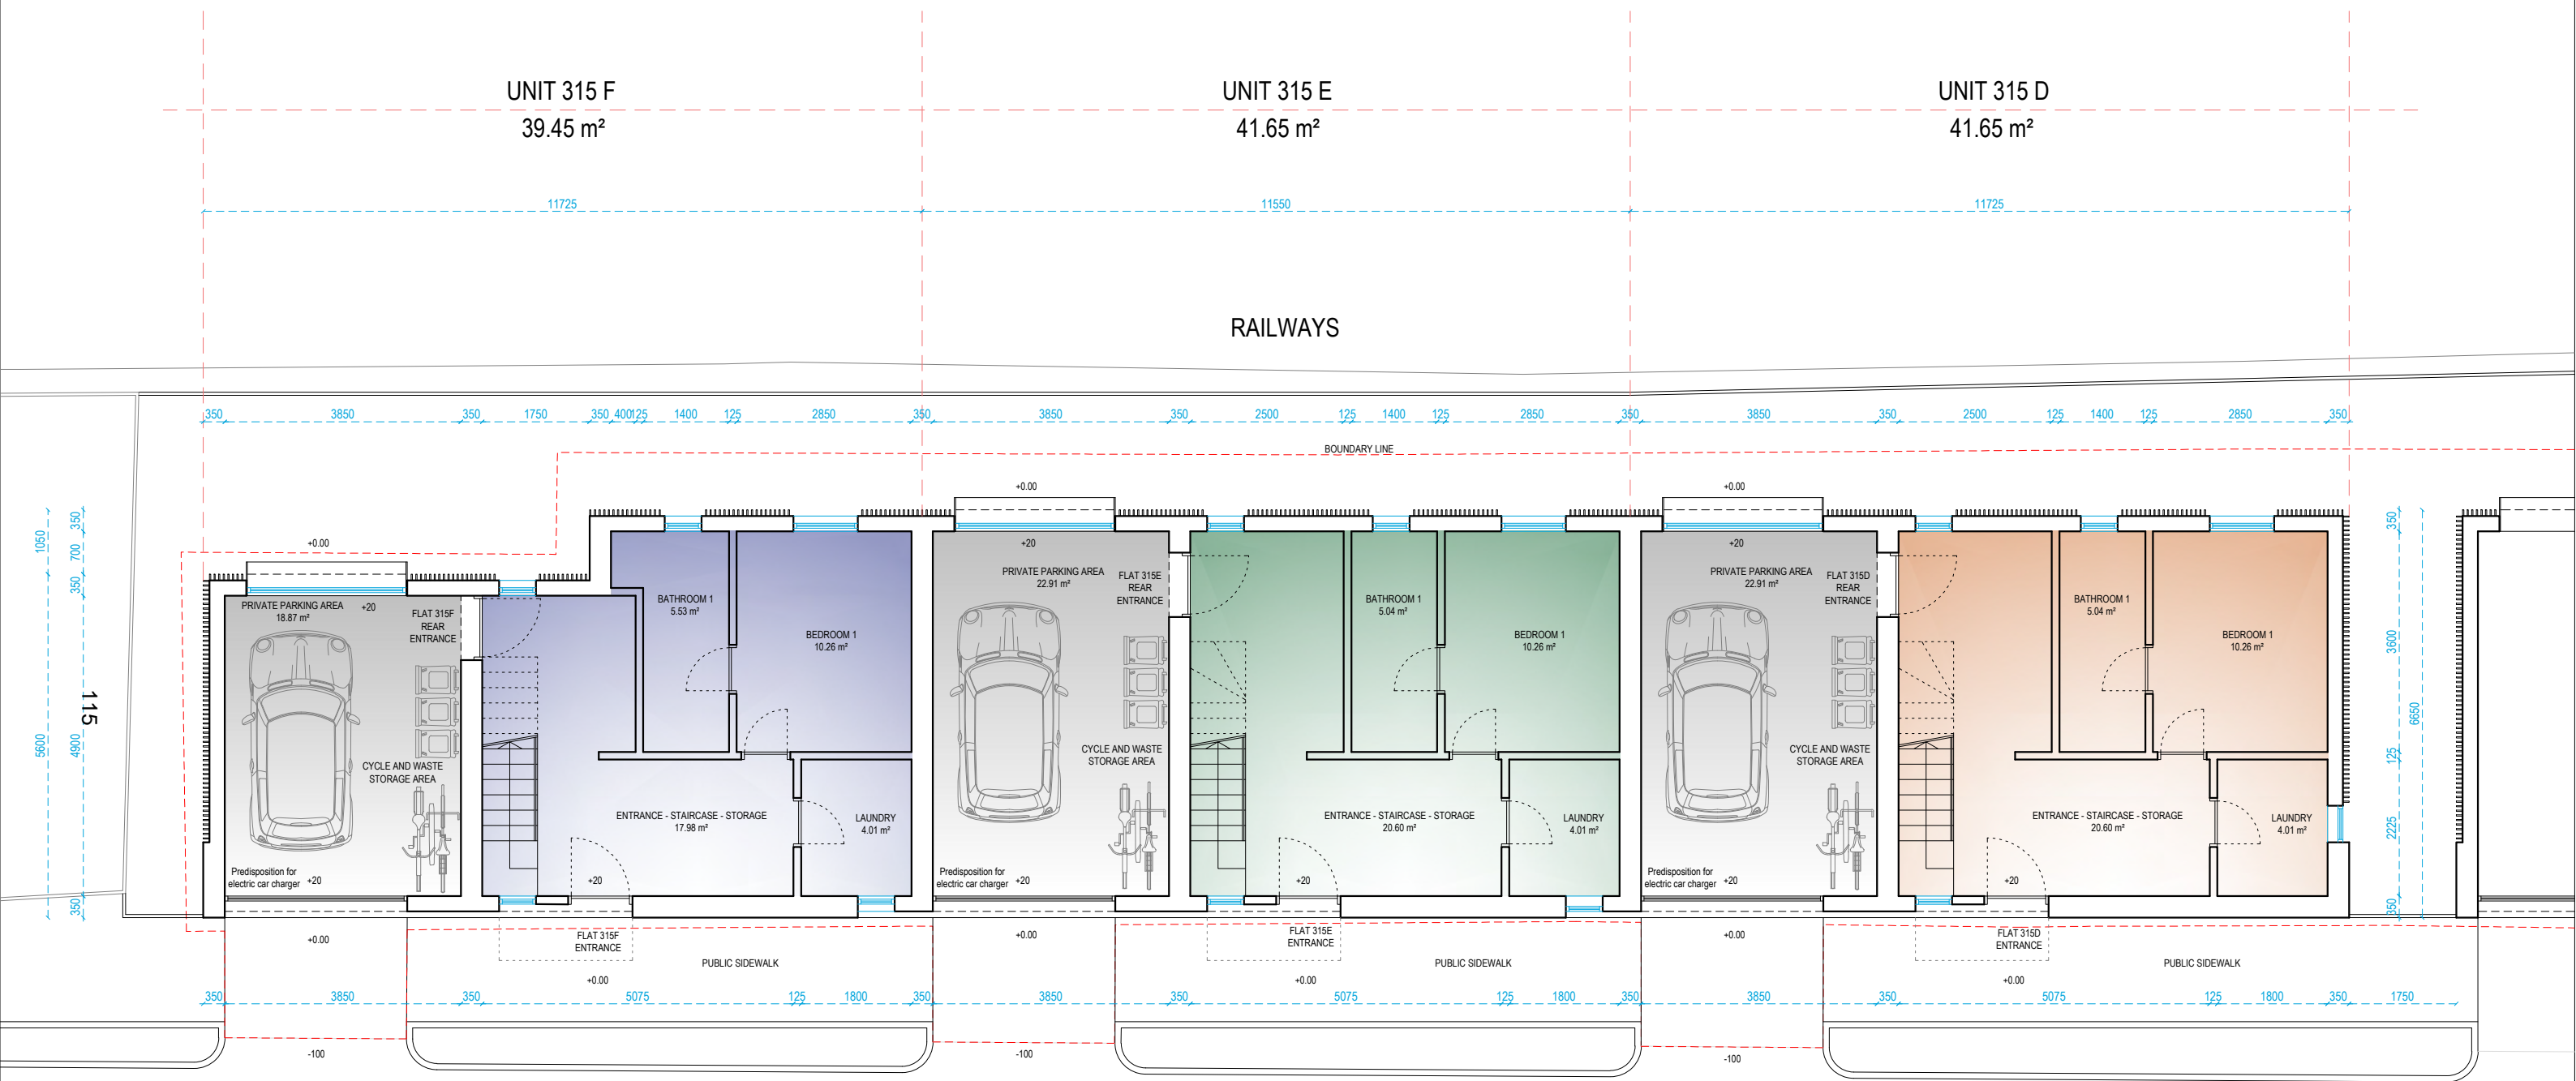 UNIT 315 F
39.45 m²
UNIT 315 E
41.65 m²
UNIT 315 D
41.65 m²
11725
11550
11725
RAILWAYS
350 3850 350 1750 350 400 125 1400 125 2850 350 3850 350 2500 125 1400 125 2850 350 3850 350 2500 125 1400 125 2850 350
BOUNDARY LINE
+0.00
+0.00
+0.00
1050
5600
350
700
350
4900
350
115
PRIVATE PARKING AREA
18.87 m²
+20
FLAT 315F
REAR
ENTRANCE
CYCLE AND WASTE
STORAGE AREA
Predisposition for
electric car charger
+20
BATHROOM 1
5.53 m²
BEDROOM 1
10.26 m²
ENTRANCE - STAIRCASE - STORAGE
17.98 m²
LAUNDRY
4.01 m²
+20
+20
PRIVATE PARKING AREA
22.91 m²
FLAT 315E
REAR
ENTRANCE
CYCLE AND WASTE
STORAGE AREA
Predisposition for
electric car charger
+20
BATHROOM 1
5.04 m²
BEDROOM 1
10.26 m²
ENTRANCE - STAIRCASE - STORAGE
20.60 m²
LAUNDRY
4.01 m²
+20
+20
PRIVATE PARKING AREA
22.91 m²
FLAT 315D
REAR
ENTRANCE
CYCLE AND WASTE
STORAGE AREA
Predisposition for
electric car charger
+20
BATHROOM 1
5.04 m²
BEDROOM 1
10.26 m²
ENTRANCE - STAIRCASE - STORAGE
20.60 m²
LAUNDRY
4.01 m²
+20
350
3600
125
2225
350
6650
+0.00
FLAT 315F
ENTRANCE
+0.00
PUBLIC SIDEWALK
+0.00
FLAT 315E
ENTRANCE
+0.00
PUBLIC SIDEWALK
+0.00
FLAT 315D
ENTRANCE
+0.00
PUBLIC SIDEWALK
350 3850 350 5075 125 1800 350 3850 350 5075 125 1800 350 3850 350 5075 125 1800 350 1750
-100
-100
-100